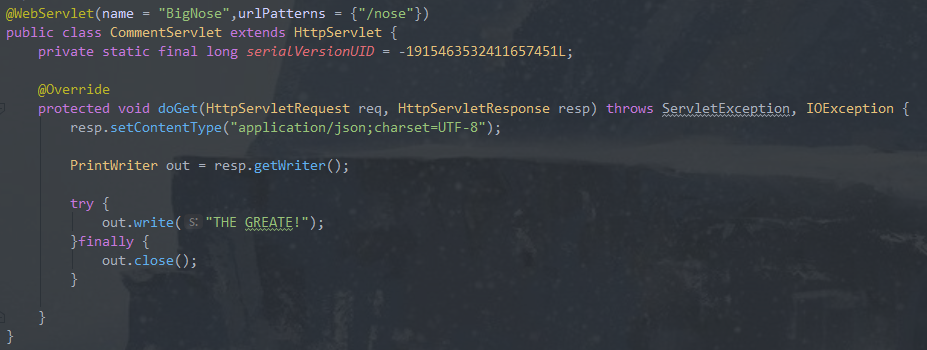 @WebServlet(name = "BigNose",urlPatterns = {"/nose"})
public class CommentServlet extends HttpServlet {
    private static final long serialVersionUID = -1915463532411657451L;
    @Override
    protected void doGet(HttpServletRequest req, HttpServletResponse resp) throws ServletException, IOException {
        resp.setContentType("application/json;charset=UTF-8");
        PrintWriter out = resp.getWriter();
        try {
            out.write( s: "THE GREATE!");
        }finally {
            out.close();
        }
    }
}